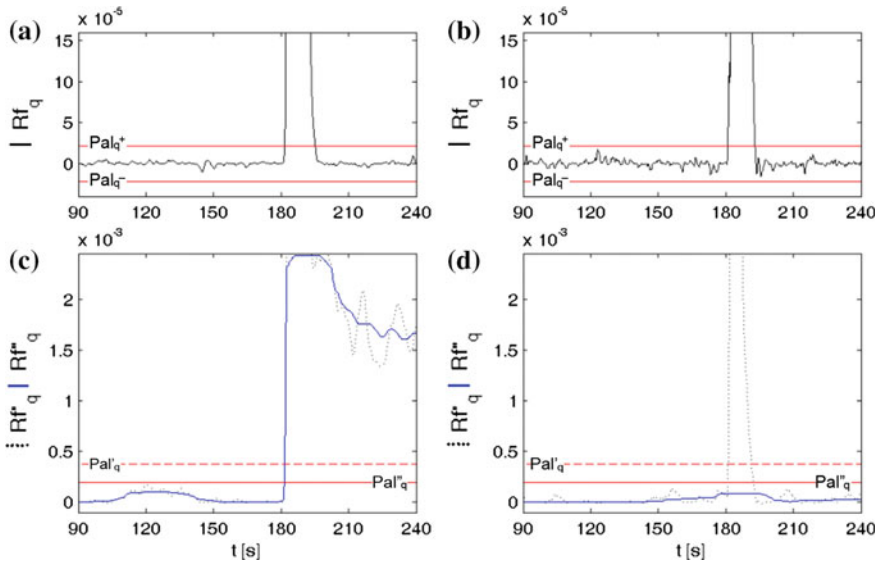 (a)
x 10⁻⁵
15
10
5
0
| Rf_q
Pal_q⁺
Pal_q⁻
90 120 150 180 210 240
(b)
x 10⁻⁵
15
10
5
0
| Rf_q
Pal_q⁺
Pal_q⁻
90 120 150 180 210 240
(c)
x 10⁻³
2
1.5
1
0.5
0
Rf'_q | Rf''_q
Pal'_q
Pal''_q
90 120 150 180 210 240
t [s]
(d)
x 10⁻³
2
1.5
1
0.5
0
Rf'_q | Rf''_q
Pal'_q
Pal''_q
90 120 150 180 210 240
t [s]